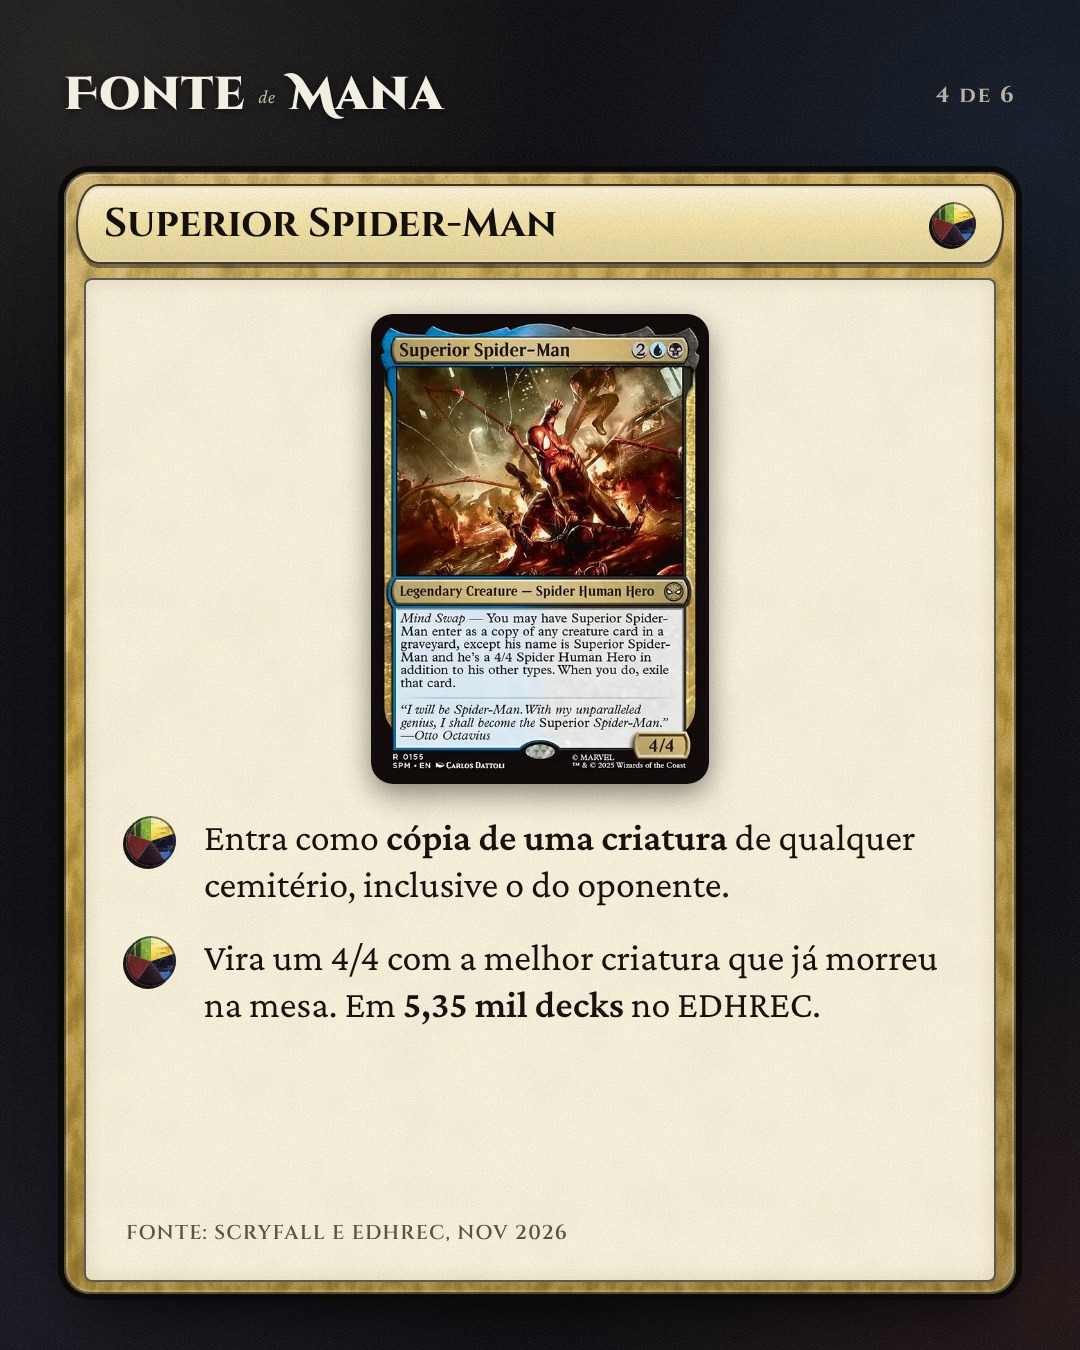 FONTE de MANA
4 DE 6
SUPERIOR SPIDER-MAN
Superior Spider-Man 2
Legendary Creature — Spider Human Hero
Mind Swap — You may have Superior Spider-
Man enter as a copy of any creature card in a
graveyard, except his name is Superior Spider-
Man and he's a 4/4 Spider Human Hero in
addition to his other types. When you do, exile
that card.
"I will be Spider-Man. With my unparalleled
genius, I shall become the Superior Spider-Man."
—Otto Octavius
4/4
R 0155
SPM • EN CARLOS DATTOLI
© MARVEL
™ & © 2025 Wizards of the Coast
Entra como cópia de uma criatura de qualquer
cemitério, inclusive o do oponente.
Vira um 4/4 com a melhor criatura que já morreu
na mesa. Em 5,35 mil decks no EDHREC.
FONTE: SCRYFALL E EDHREC, NOV 2026